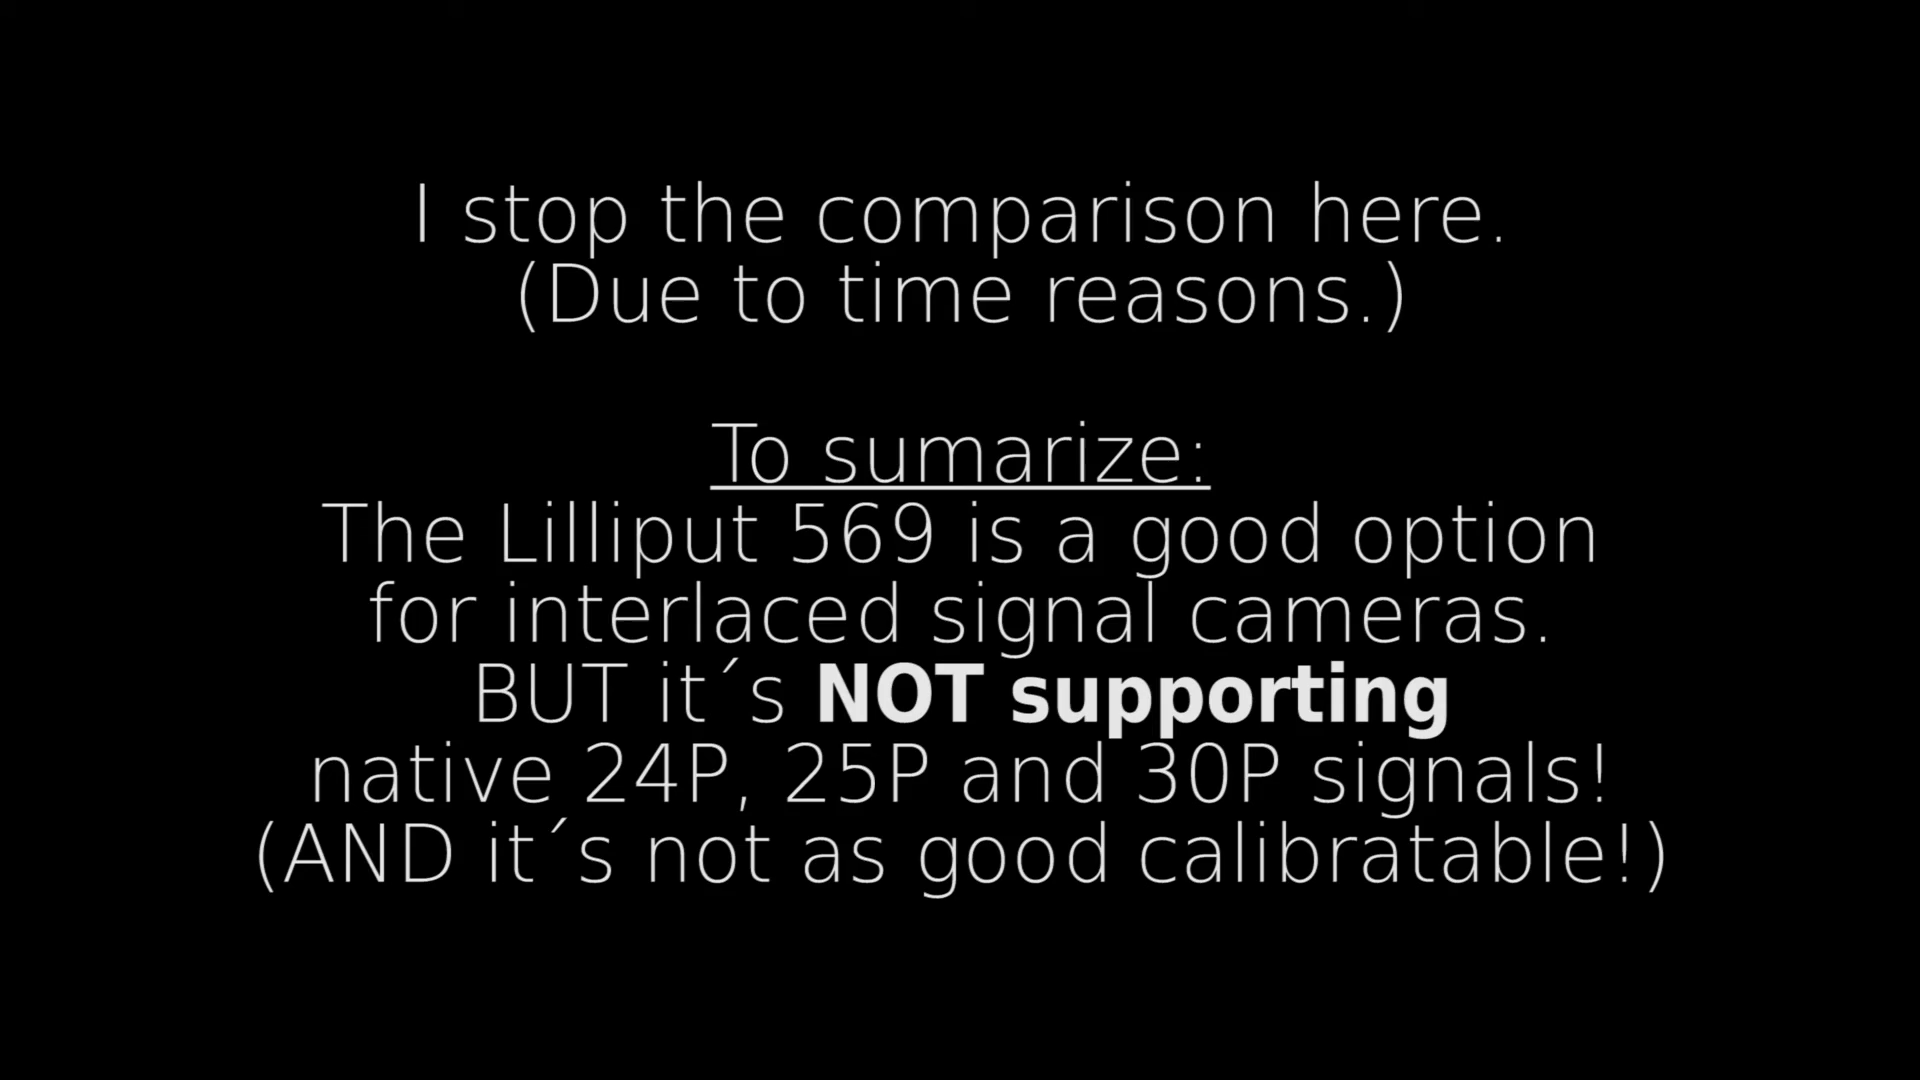 I stop the comparison here.
(Due to time reasons.)
To sumarize:
The Lilliput 569 is a good option
for interlaced signal cameras.
BUT it´s NOT supporting
native 24P, 25P and 30P signals!
(AND it´s not as good calibratable!)